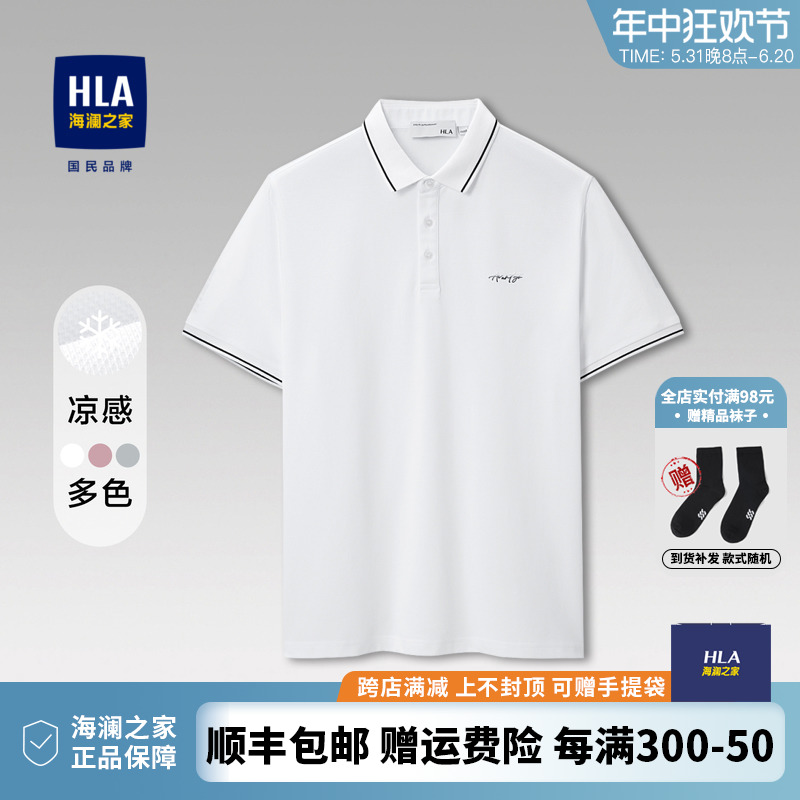 年中狂欢节
TIME: 5.31晚8点-6.20
HLA
海澜之家
国民品牌
HLA
凉感
多色
全店实付满98元
· 赠精品袜子 ·
赠
到货补发 款式随机
HLA
海澜之家
跨店满减 上不封顶 可赠手提袋
海澜之家
正品保障
顺丰包邮 赠运费险 每满300-50